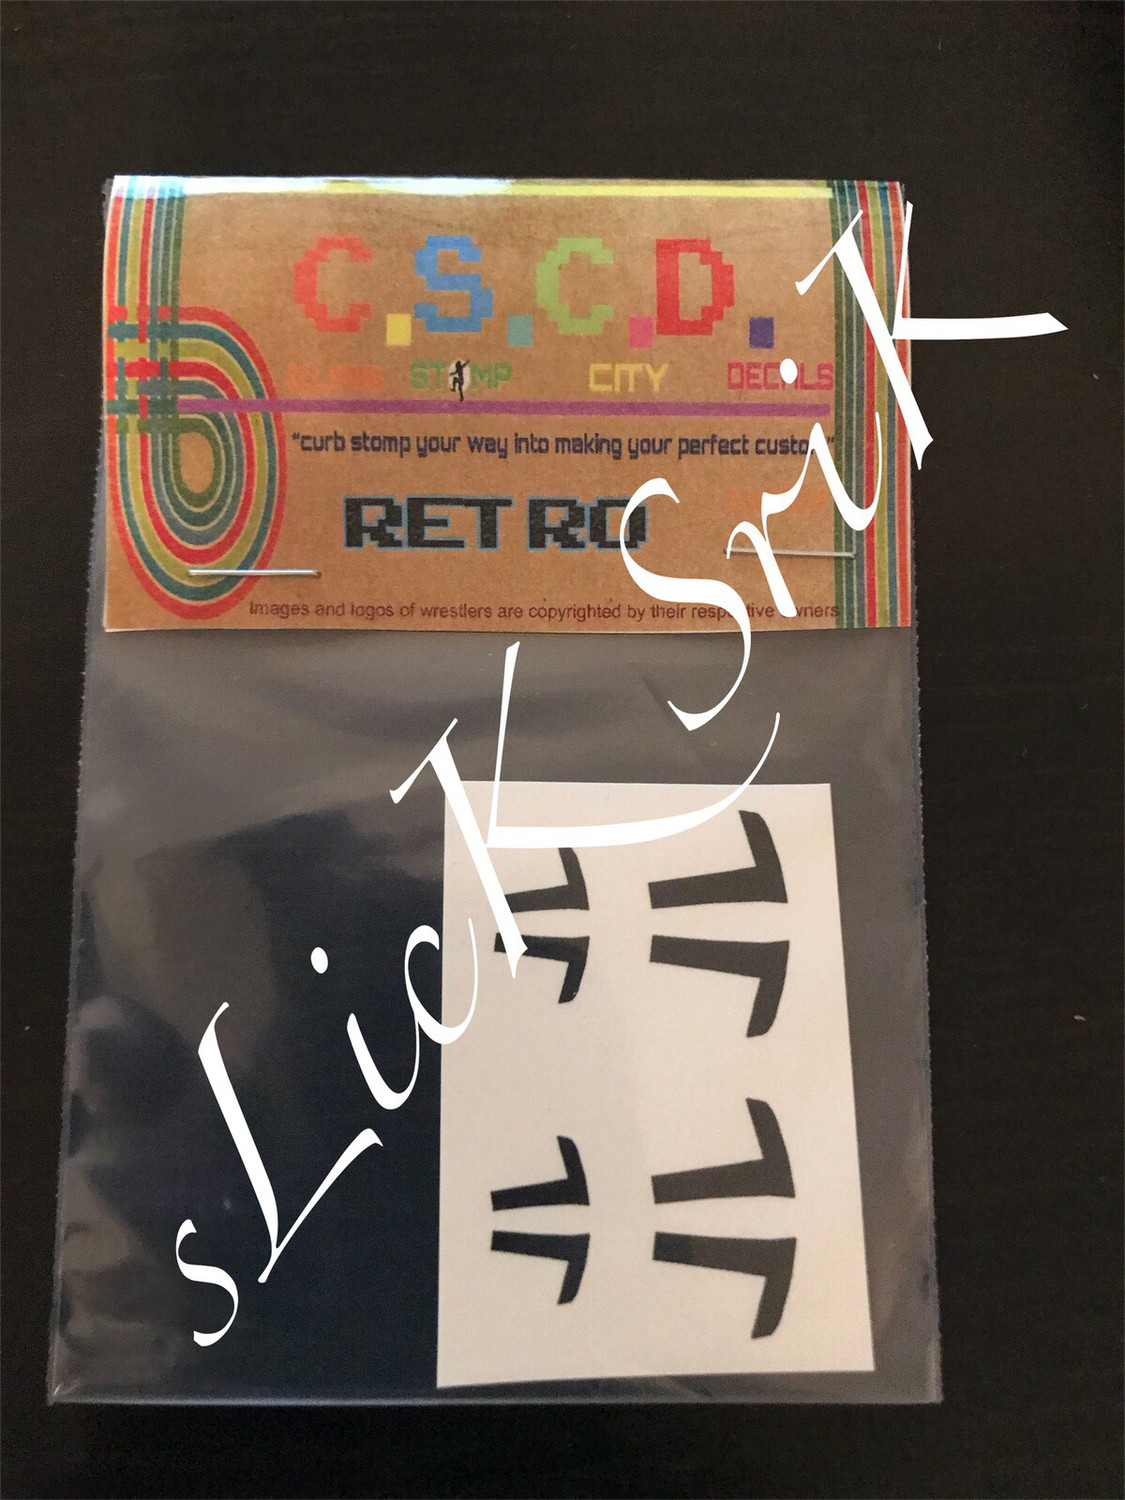 C.S.C.D.
CURB STOMP CITY DECALS
"curb stomp your way into making your perfect custom"
RETRO
Images and logos of wrestlers are copyrighted by their respective owners
sLicK SriK